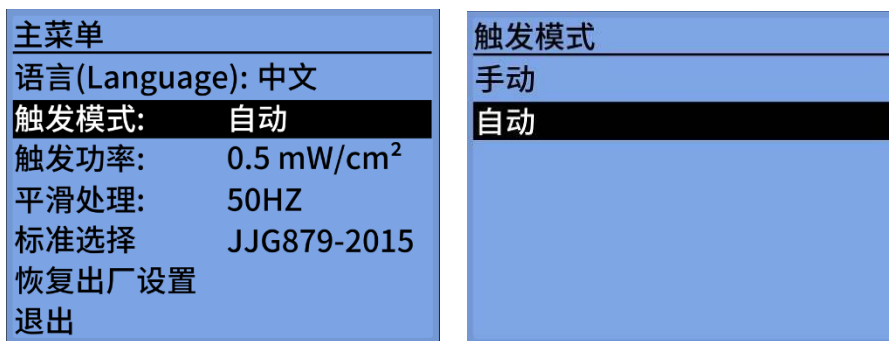 主菜单
语言(Language): 中文
触发模式: 自动
触发功率: 0.5 mW/cm²
平滑处理: 50HZ
标准选择 JJG879-2015
恢复出厂设置
退出
触发模式
手动
自动